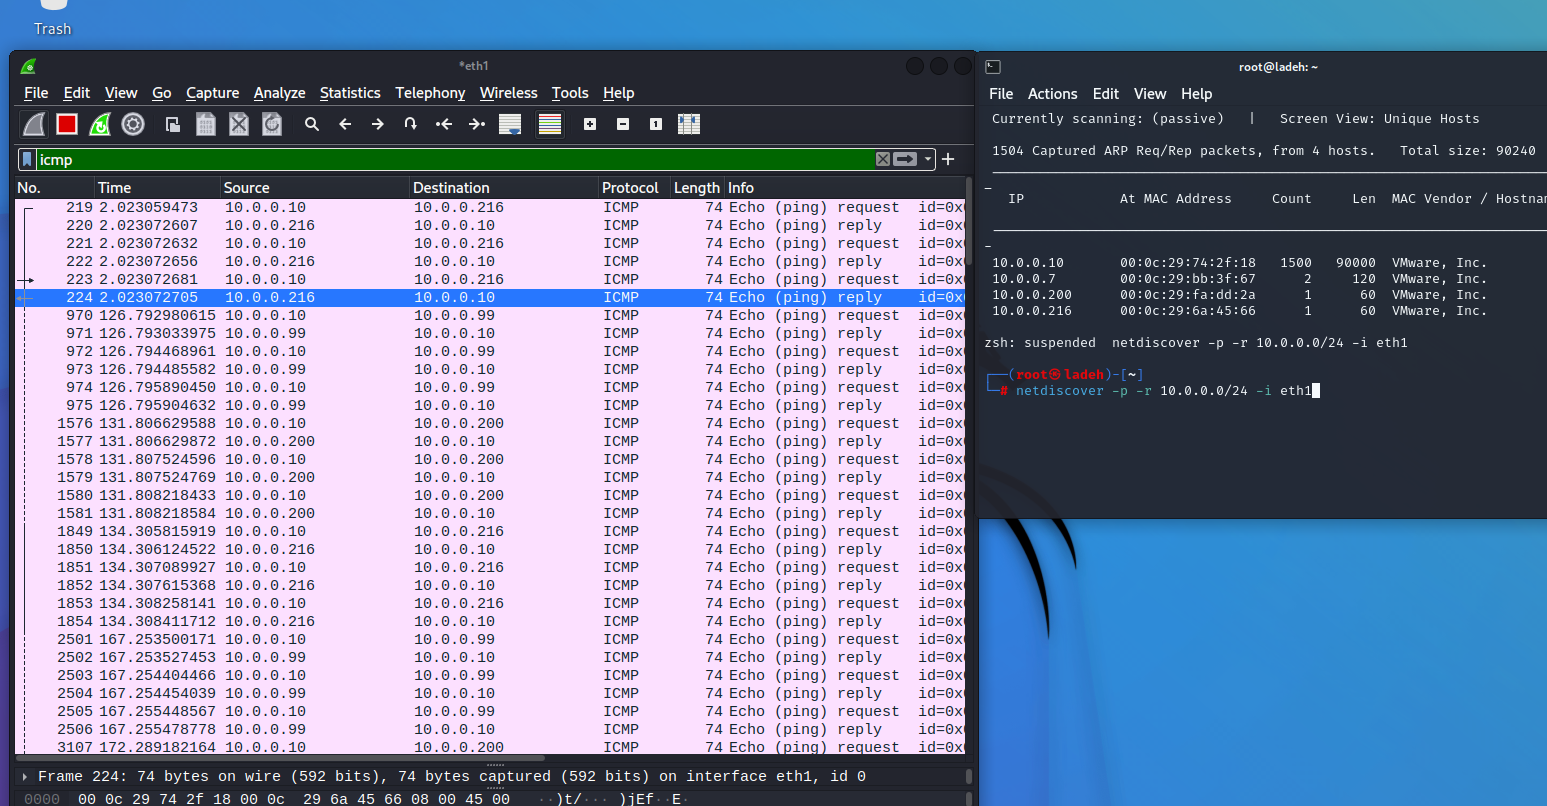 Trash
*eth1
File Edit View Go Capture Analyze Statistics Telephony Wireless Tools Help
icmp
No. Time Source Destination Protocol Length Info
219 2.023059473 10.0.0.10 10.0.0.216 ICMP 74 Echo (ping) request id=0x
220 2.023072607 10.0.0.216 10.0.0.10 ICMP 74 Echo (ping) reply id=0x
221 2.023072632 10.0.0.10 10.0.0.216 ICMP 74 Echo (ping) request id=0x
222 2.023072656 10.0.0.216 10.0.0.10 ICMP 74 Echo (ping) reply id=0x
223 2.023072681 10.0.0.10 10.0.0.216 ICMP 74 Echo (ping) request id=0x
224 2.023072705 10.0.0.216 10.0.0.10 ICMP 74 Echo (ping) reply id=0x
970 126.792980615 10.0.0.10 10.0.0.99 ICMP 74 Echo (ping) request id=0x
971 126.793033975 10.0.0.99 10.0.0.10 ICMP 74 Echo (ping) reply id=0x
972 126.794468961 10.0.0.10 10.0.0.99 ICMP 74 Echo (ping) request id=0x
973 126.794485582 10.0.0.99 10.0.0.10 ICMP 74 Echo (ping) reply id=0x
974 126.795890450 10.0.0.10 10.0.0.99 ICMP 74 Echo (ping) request id=0x
975 126.795904632 10.0.0.99 10.0.0.10 ICMP 74 Echo (ping) reply id=0x
1576 131.806629588 10.0.0.10 10.0.0.200 ICMP 74 Echo (ping) request id=0x
1577 131.806629872 10.0.0.200 10.0.0.10 ICMP 74 Echo (ping) reply id=0x
1578 131.807524596 10.0.0.10 10.0.0.200 ICMP 74 Echo (ping) request id=0x
1579 131.807524769 10.0.0.200 10.0.0.10 ICMP 74 Echo (ping) reply id=0x
1580 131.808218433 10.0.0.10 10.0.0.200 ICMP 74 Echo (ping) request id=0x
1581 131.808218584 10.0.0.200 10.0.0.10 ICMP 74 Echo (ping) reply id=0x
1849 134.305815919 10.0.0.10 10.0.0.216 ICMP 74 Echo (ping) request id=0x
1850 134.306124522 10.0.0.216 10.0.0.10 ICMP 74 Echo (ping) reply id=0x
1851 134.307089927 10.0.0.10 10.0.0.216 ICMP 74 Echo (ping) request id=0x
1852 134.307615368 10.0.0.216 10.0.0.10 ICMP 74 Echo (ping) reply id=0x
1853 134.308258141 10.0.0.10 10.0.0.216 ICMP 74 Echo (ping) request id=0x
1854 134.308411712 10.0.0.216 10.0.0.10 ICMP 74 Echo (ping) reply id=0x
2501 167.253500171 10.0.0.10 10.0.0.99 ICMP 74 Echo (ping) request id=0x
2502 167.253527453 10.0.0.99 10.0.0.10 ICMP 74 Echo (ping) reply id=0x
2503 167.254404466 10.0.0.10 10.0.0.99 ICMP 74 Echo (ping) request id=0x
2504 167.254454039 10.0.0.99 10.0.0.10 ICMP 74 Echo (ping) reply id=0x
2505 167.255448567 10.0.0.10 10.0.0.99 ICMP 74 Echo (ping) request id=0x
2506 167.255478778 10.0.0.99 10.0.0.10 ICMP 74 Echo (ping) reply id=0x
3107 172.289182164 10.0.0.10 10.0.0.200 ICMP 74 Echo (ping) request id=0x
Frame 224: 74 bytes on wire (592 bits), 74 bytes captured (592 bits) on interface eth1, id 0
0000 00 0c 29 74 2f 18 00 0c 29 6a 45 66 08 00 45 00 ··)t/··· )jEf··E·
root@ladeh: ~
File Actions Edit View Help
Currently scanning: (passive) | Screen View: Unique Hosts
1504 Captured ARP Req/Rep packets, from 4 hosts. Total size: 90240
IP At MAC Address Count Len MAC Vendor / Hostnam
10.0.0.10 00:0c:29:74:2f:18 1500 90000 VMware, Inc.
10.0.0.7 00:0c:29:bb:3f:67 2 120 VMware, Inc.
10.0.0.200 00:0c:29:fa:dd:2a 1 60 VMware, Inc.
10.0.0.216 00:0c:29:6a:45:66 1 60 VMware, Inc.
zsh: suspended netdiscover -p -r 10.0.0.0/24 -i eth1
┌──(root㉿ladeh)-[~]
└─# netdiscover -p -r 10.0.0.0/24 -i eth1